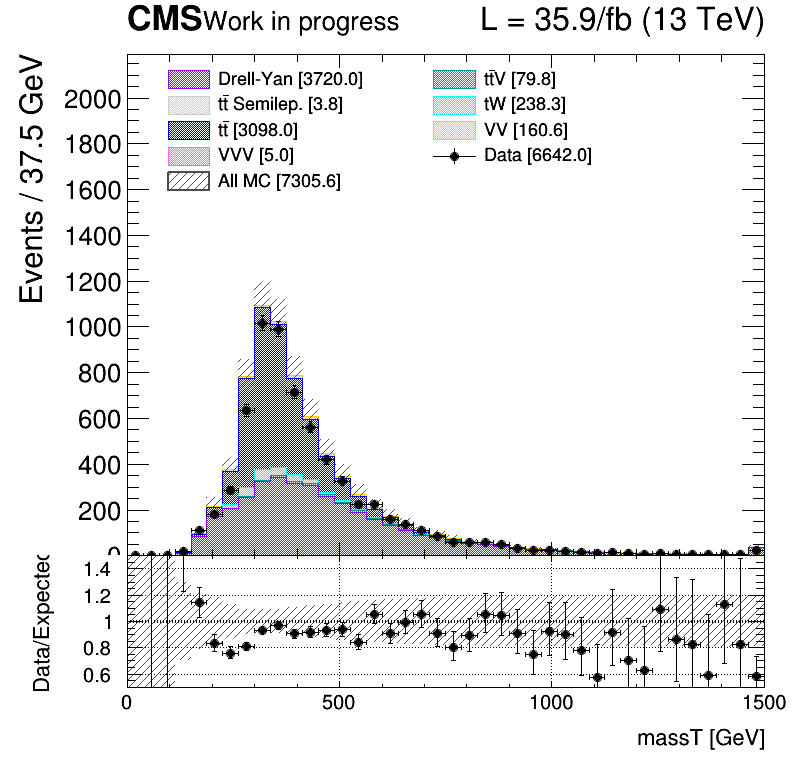 CMS Work in progress L = 35.9/fb (13 TeV)
Events / 37.5 GeV
2000
1800
1600
1400
1200
1000
800
600
400
200
0
Drell-Yan [3720.0]
tt̄ Semilep. [3.8]
tt̄ [3098.0]
VVV [5.0]
All MC [7305.6]
tt̄V [79.8]
tW [238.3]
VV [160.6]
Data [6642.0]
Data/Expected
1.4
1.2
1
0.8
0.6
0 500 1000 1500
massT [GeV]